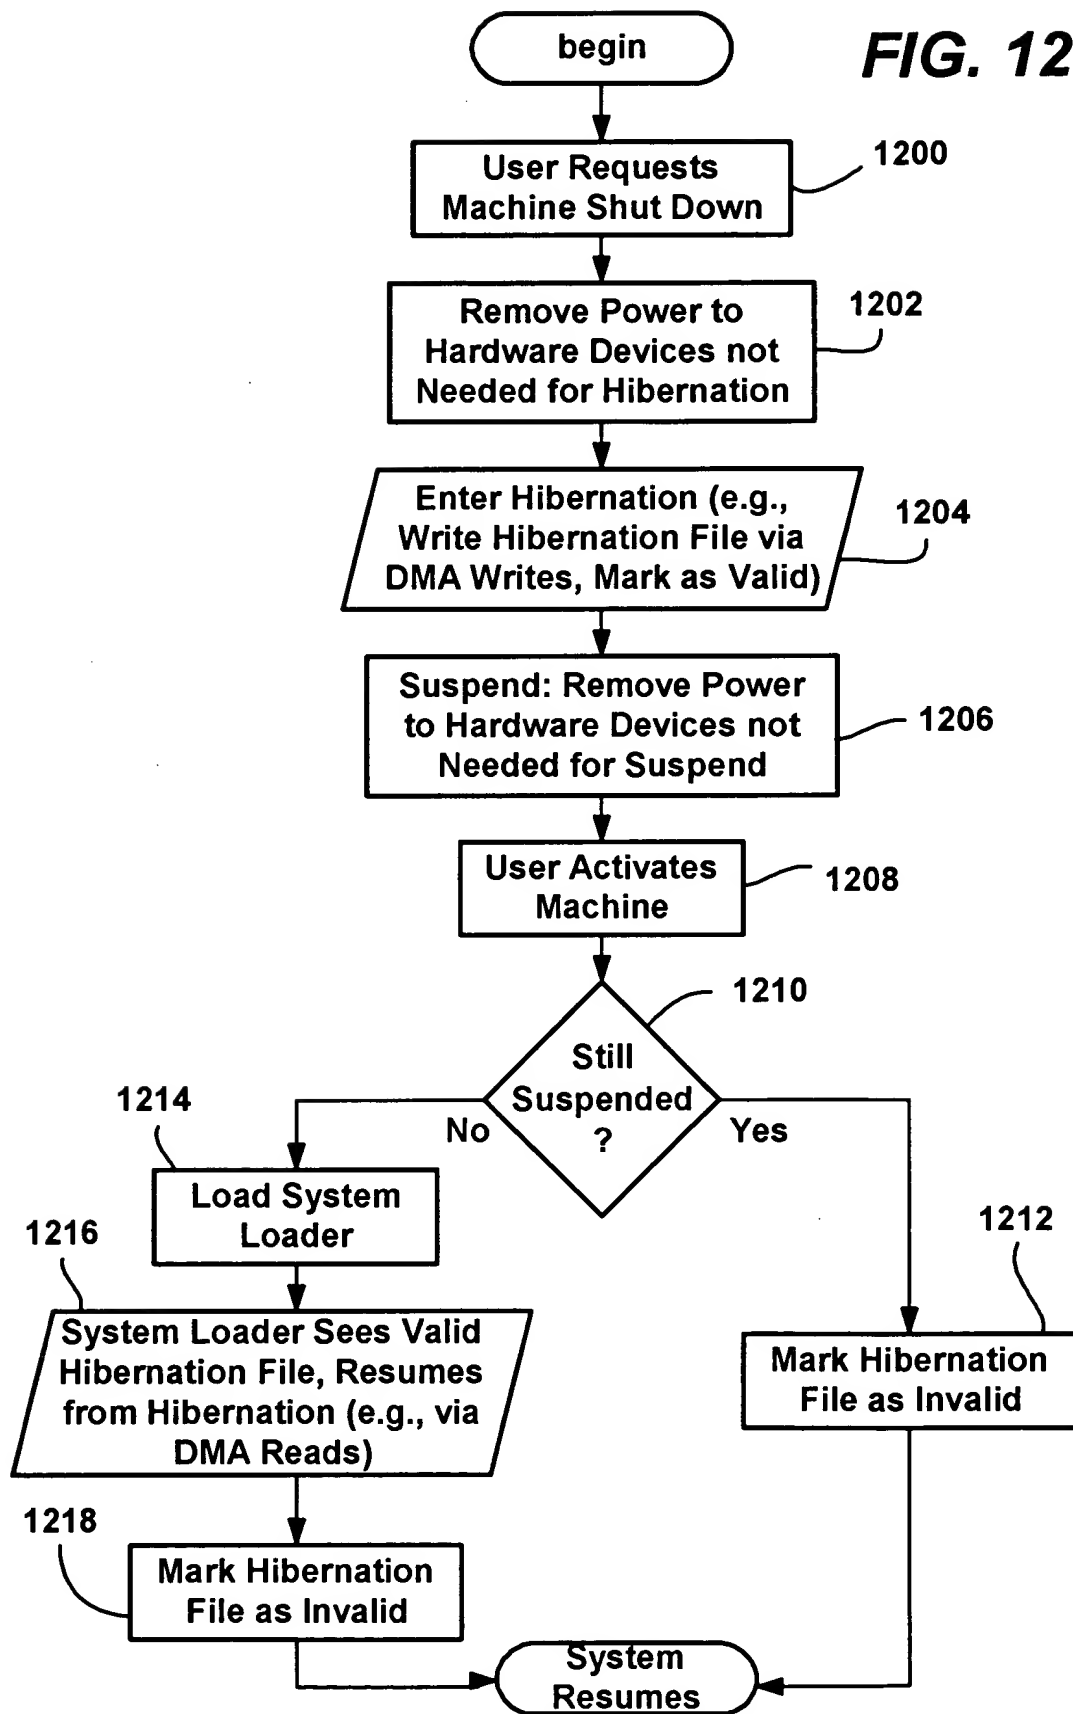 begin
FIG. 12
User Requests
Machine Shut Down
1200
Remove Power to
Hardware Devices not
Needed for Hibernation
1202
Enter Hibernation (e.g.,
Write Hibernation File via
DMA Writes, Mark as Valid)
1204
Suspend: Remove Power
to Hardware Devices not
Needed for Suspend
1206
User Activates
Machine
1208
1210
Still
Suspended
?
No
Yes
1214
Load System
Loader
1216
System Loader Sees Valid
Hibernation File, Resumes
from Hibernation (e.g., via
DMA Reads)
1212
Mark Hibernation
File as Invalid
1218
Mark Hibernation
File as Invalid
System
Resumes